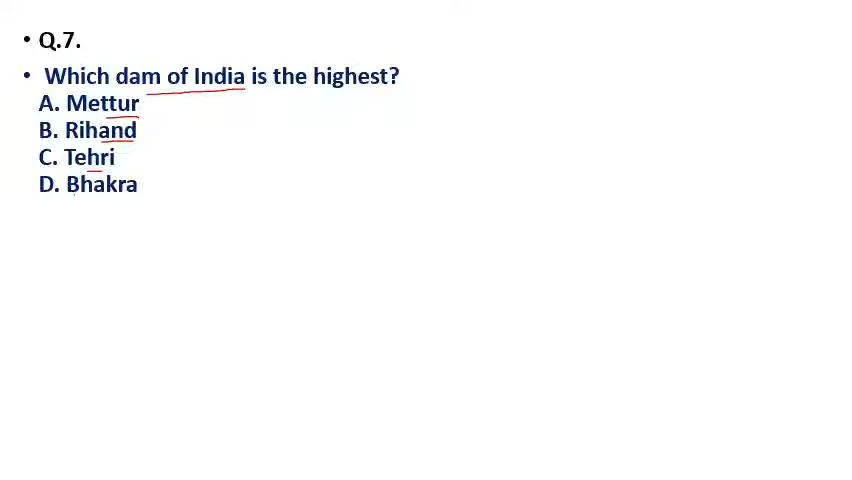 • Q.7.
• Which dam of India is the highest?
A. Mettur
B. Rihand
C. Tehri
D. Bhakra